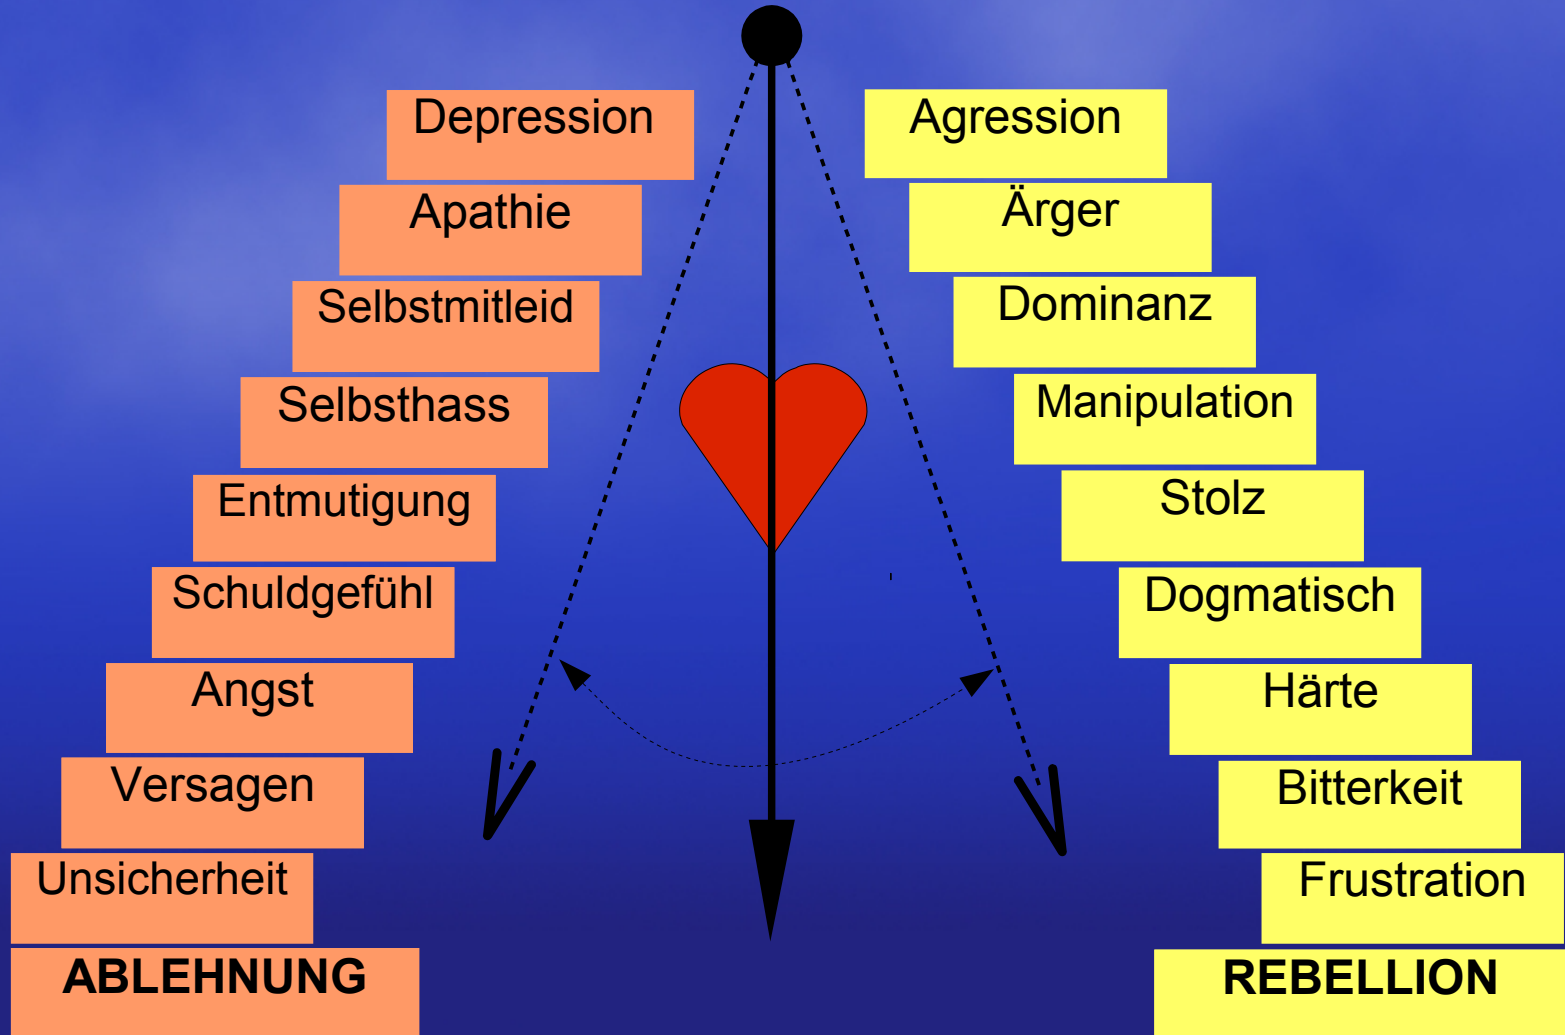 Depression
Apathie
Selbstmitleid
Selbsthass
Entmutigung
Schuldgefühl
Angst
Versagen
Unsicherheit
ABLEHNUNG
Agression
Ärger
Dominanz
Manipulation
Stolz
Dogmatisch
Härte
Bitterkeit
Frustration
REBELLION